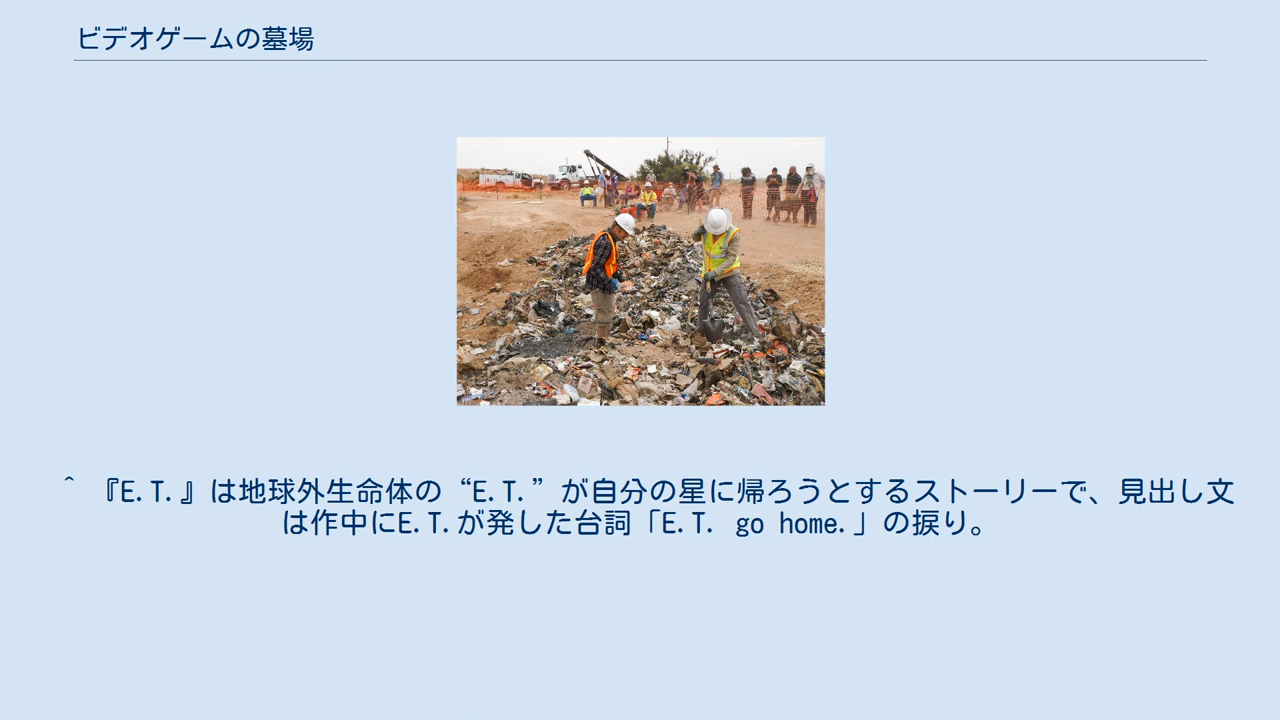 ビデオゲームの墓場
^ 『E.T.』は地球外生命体の“E.T.”が自分の星に帰ろうとするストーリーで、見出し文
は作中にE.T.が発した台詞「E.T. go home.」の捩り。